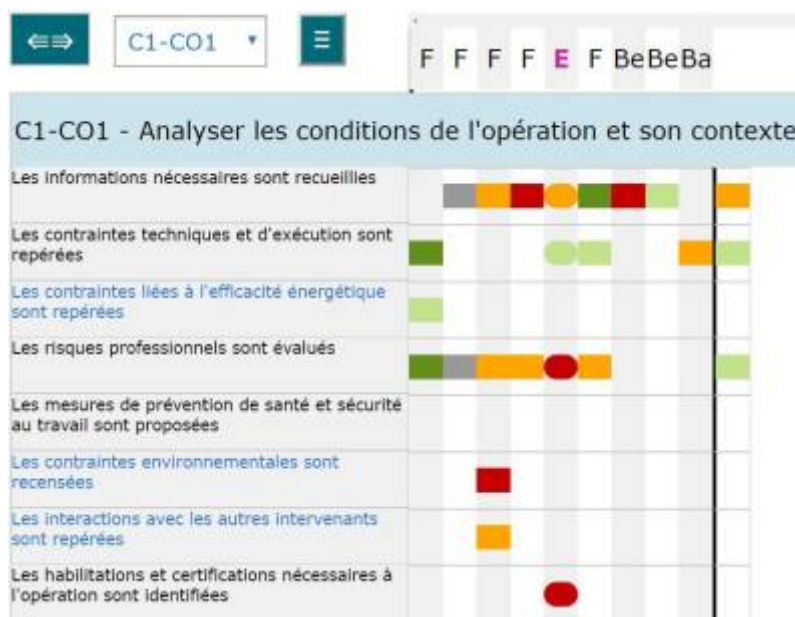 C1-CO1
F F F F E F Be Be Ba
C1-CO1 - Analyser les conditions de l'opération et son contexte
Les informations nécessaires sont recueillies
Les contraintes techniques et d'exécution sont
repérées
Les contraintes liées à l'efficacité énergétique
sont repérées
Les risques professionnels sont évalués
Les mesures de prévention de santé et sécurité
au travail sont proposées
Les contraintes environnementales sont
recensées
Les interactions avec les autres intervenants
sont repérées
Les habilitations et certifications nécessaires à
l'opération sont identifiées